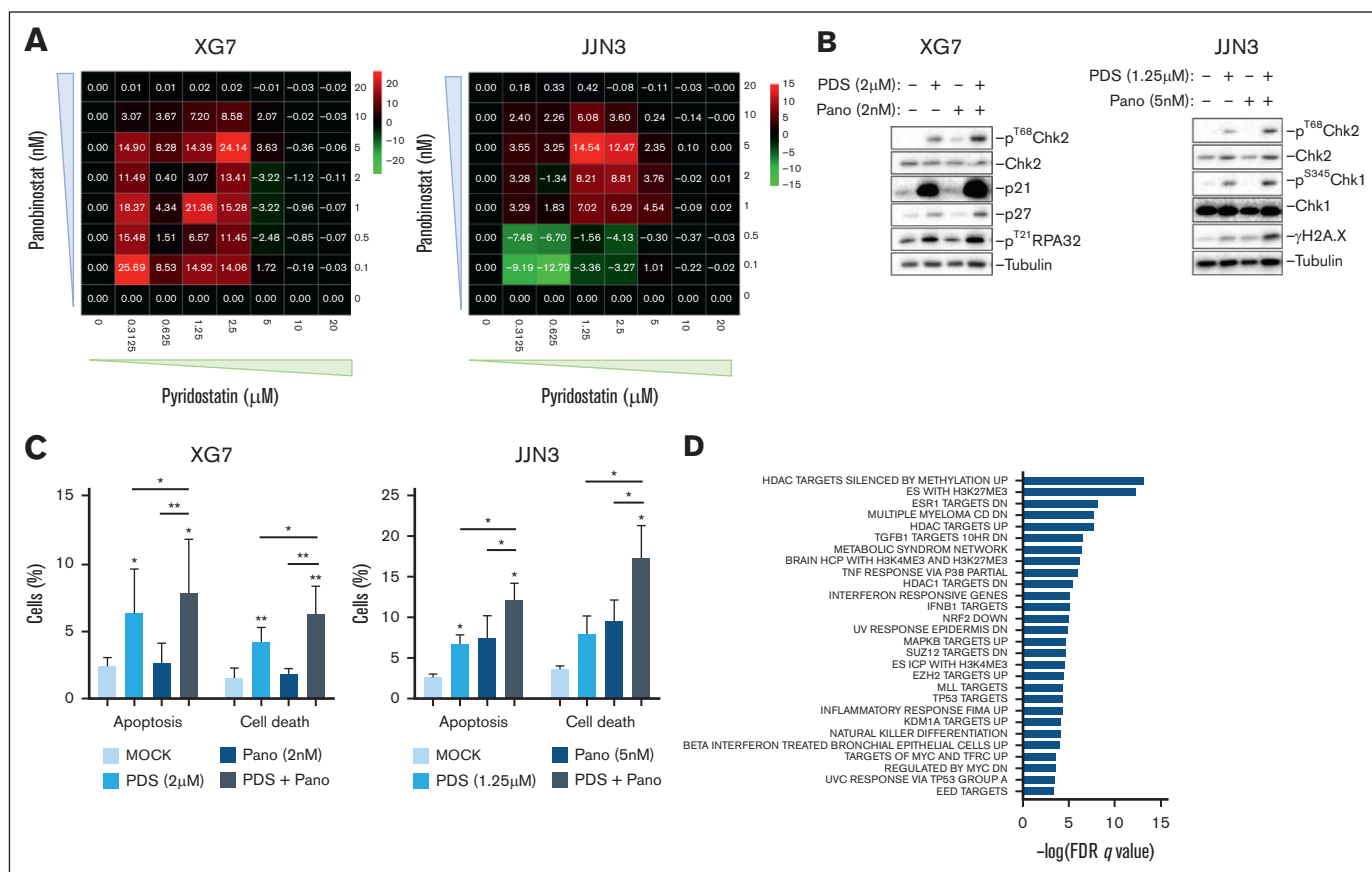 A
XG7
JJN3
Panobinostat (nM)
0.00 0.01 0.01 0.02 0.02 −0.01 −0.03 −0.02 20
0.00 3.07 3.67 7.20 8.58 2.07 −0.02 −0.03 10
0.00 14.90 8.28 14.39 24.14 3.63 −0.36 −0.06 5
0.00 11.49 0.40 3.07 13.41 −3.22 −1.12 −0.11 2
0.00 18.37 4.34 21.36 15.28 −3.22 −0.96 −0.07 1
0.00 15.48 1.51 6.57 11.45 −2.48 −0.85 −0.07 0.5
0.00 25.69 8.53 14.92 14.06 1.72 −0.19 −0.03 0.1
0.00 0.00 0.00 0.00 0.00 0.00 0.00 0.00 0
0 0.3125 0.625 1.25 2.5 5 10 20
Pyridostatin (µM)
20
10
0
−10
−20
Panobinostat (nM)
0.00 0.18 0.33 0.42 −0.08 −0.11 −0.03 −0.00 20
0.00 2.40 2.26 6.08 3.60 0.24 −0.14 −0.00 10
0.00 3.55 3.25 14.54 12.47 2.35 0.10 0.00 5
0.00 3.28 −1.34 8.21 8.81 3.76 −0.02 −0.01 2
0.00 3.29 1.83 7.02 6.29 4.54 −0.09 0.02 1
0.00 −7.48 −6.70 −1.56 −4.13 −0.30 −0.37 −0.03 0.5
0.00 −9.19 −12.79 −3.36 −3.27 1.01 −0.22 −0.02 0.1
0.00 0.00 0.00 0.00 0.00 0.00 0.00 0.00 0
0 0.3125 0.625 1.25 2.5 5 10 20
Pyridostatin (µM)
15
10
5
0
−5
−10
−15
B
XG7
PDS (2µM): − + − +
Pano (2nM): − − + +
−pT68Chk2
−Chk2
−p21
−p27
−pT21RPA32
−Tubulin
JJN3
PDS (1.25µM): − + − +
Pano (5nM): − − + +
−pT68Chk2
−Chk2
−pS345Chk1
−Chk1
−γH2A.X
−Tubulin
C
XG7
Cells (%)
15
10
5
0
* ** * * * ** ** **
Apoptosis Cell death
MOCK
Pano (2nM)
PDS (2µM)
PDS + Pano
JJN3
Cells (%)
25
20
15
10
5
0
* * * * * * *
Apoptosis Cell death
MOCK
Pano (5nM)
PDS (1.25µM)
PDS + Pano
D
HDAC TARGETS SILENCED BY METHYLATION UP
ES WITH H3K27ME3
ESR1 TARGETS DN
MULTIPLE MYELOMA CD DN
HDAC TARGETS UP
TGFB1 TARGETS 10HR DN
METABOLIC SYNDROM NETWORK
BRAIN HCP WITH H3K4ME3 AND H3K27ME3
TNF RESPONSE VIA P38 PARTIAL
HDAC1 TARGETS DN
INTERFERON RESPONSIVE GENES
IFNB1 TARGETS
NRF2 DOWN
UV RESPONSE EPIDERMIS DN
MAPKB TARGETS UP
SUZ12 TARGETS DN
ES ICP WITH H3K4ME3
EZH2 TARGETS UP
MLL TARGETS
TP53 TARGETS
INFLAMMATORY RESPONSE FIMA UP
KDM1A TARGETS UP
NATURAL KILLER DIFFERENTIATION
BETA INTERFERON TREATED BRONCHIAL EPITHELIAL CELLS UP
TARGETS OF MYC AND TFRC UP
REGULATED BY MYC DN
UVC RESPONSE VIA TP53 GROUP A
EED TARGETS
0 5 10 15
−log(FDR q value)